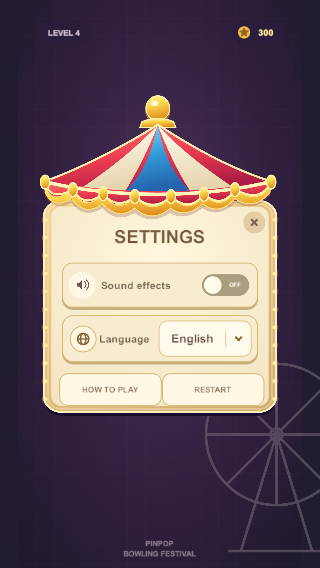 LEVEL 4
300
SETTINGS
Sound effects
OFF
Language
English
HOW TO PLAY
RESTART
PINPOP
BOWLING FESTIVAL